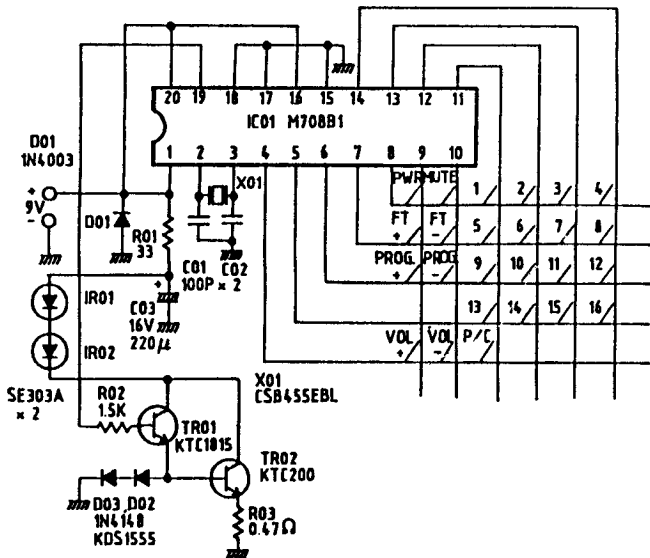 20 19 18 17 16 15 14 13 12 11
IC01 M708B1
1 2 3 4 5 6 7 8 9 10
D01
1N4003
+
9V
-
D01
R01
33
X01
C01 C02
100P × 2
PWR MUTE 1 2 3 4
FT FT 5 6 7 8
+ -
PROG. PROG. 9 10 11 12
+ -
13 14 15 16
VOL VOL P/C
+ -
IR01
IR02
SE303A
× 2
+
C03
16V
220µ
X01
CSB455EBL
R02
1.5K
TR01
KTC1815
TR02
KTC200
D03, D02
1N4148
KDS1555
R03
0.47Ω